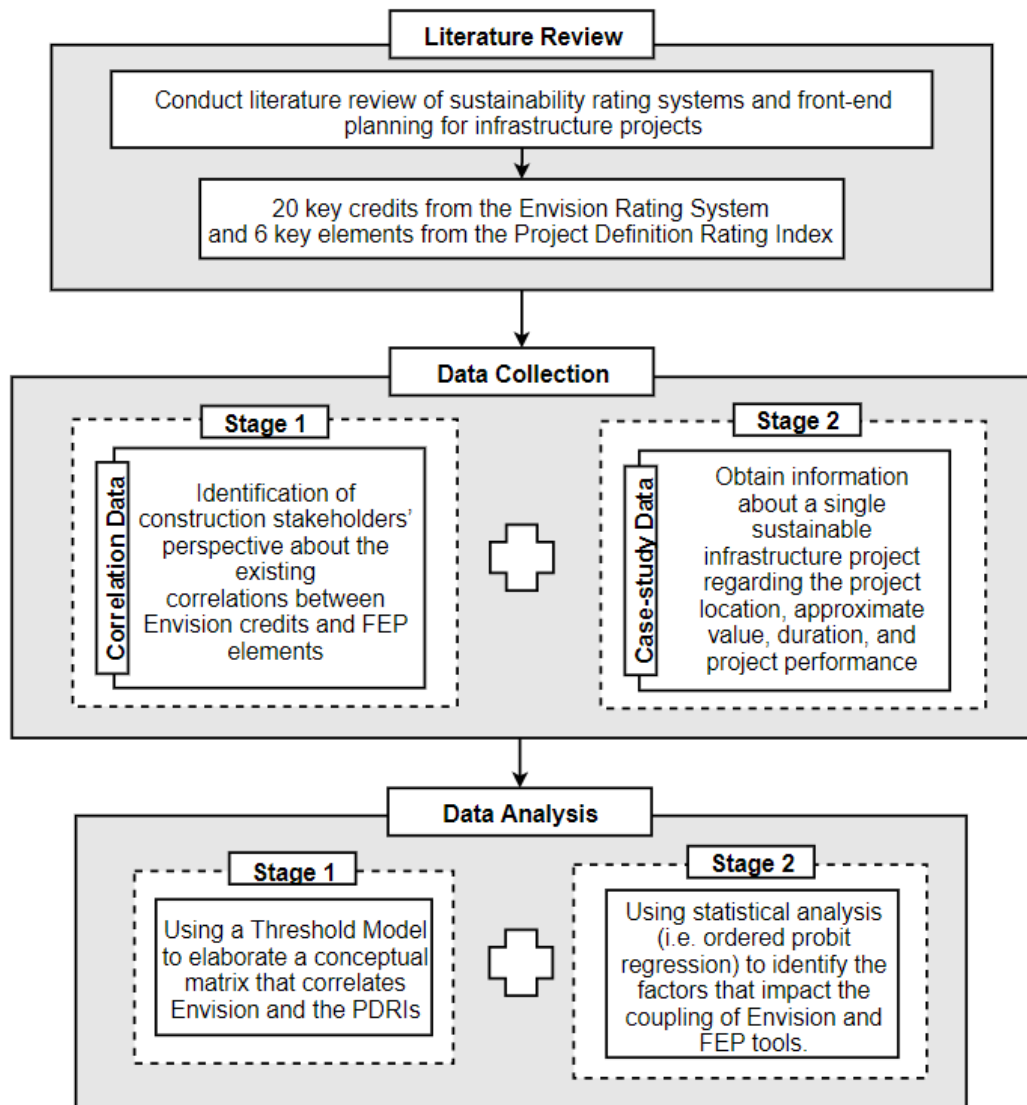 Literature Review
Conduct literature review of sustainability rating systems and front-end
planning for infrastructure projects
20 key credits from the Envision Rating System
and 6 key elements from the Project Definition Rating Index
Data Collection
Stage 1
Correlation Data
Identification of
construction stakeholders’
perspective about the
existing
correlations between
Envision credits and FEP
elements
Stage 2
Case-study Data
Obtain information
about a single
sustainable
infrastructure project
regarding the project
location, approximate
value, duration, and
project performance
Data Analysis
Stage 1
Using a Threshold Model
to elaborate a conceptual
matrix that correlates
Envision and the PDRIs
Stage 2
Using statistical analysis
(i.e. ordered probit
regression) to identify the
factors that impact the
coupling of Envision and
FEP tools.